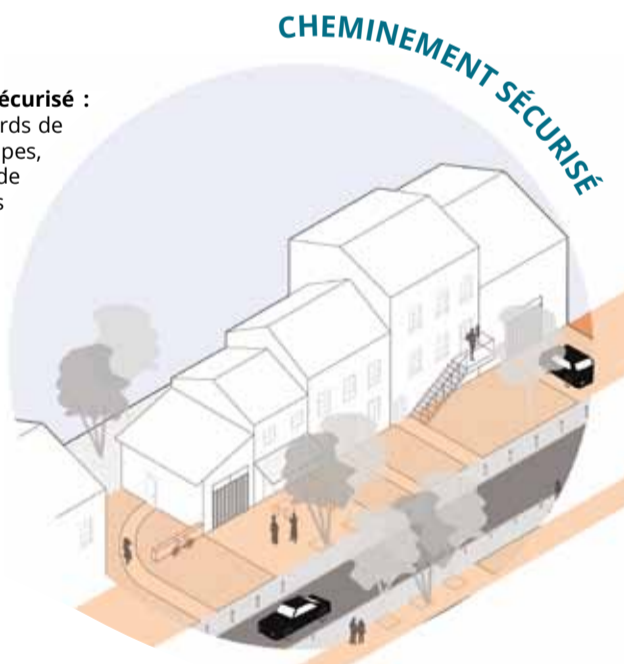 CHEMINEMENT SÉCURISÉ
écurisé :
rds de
pes,
de
s